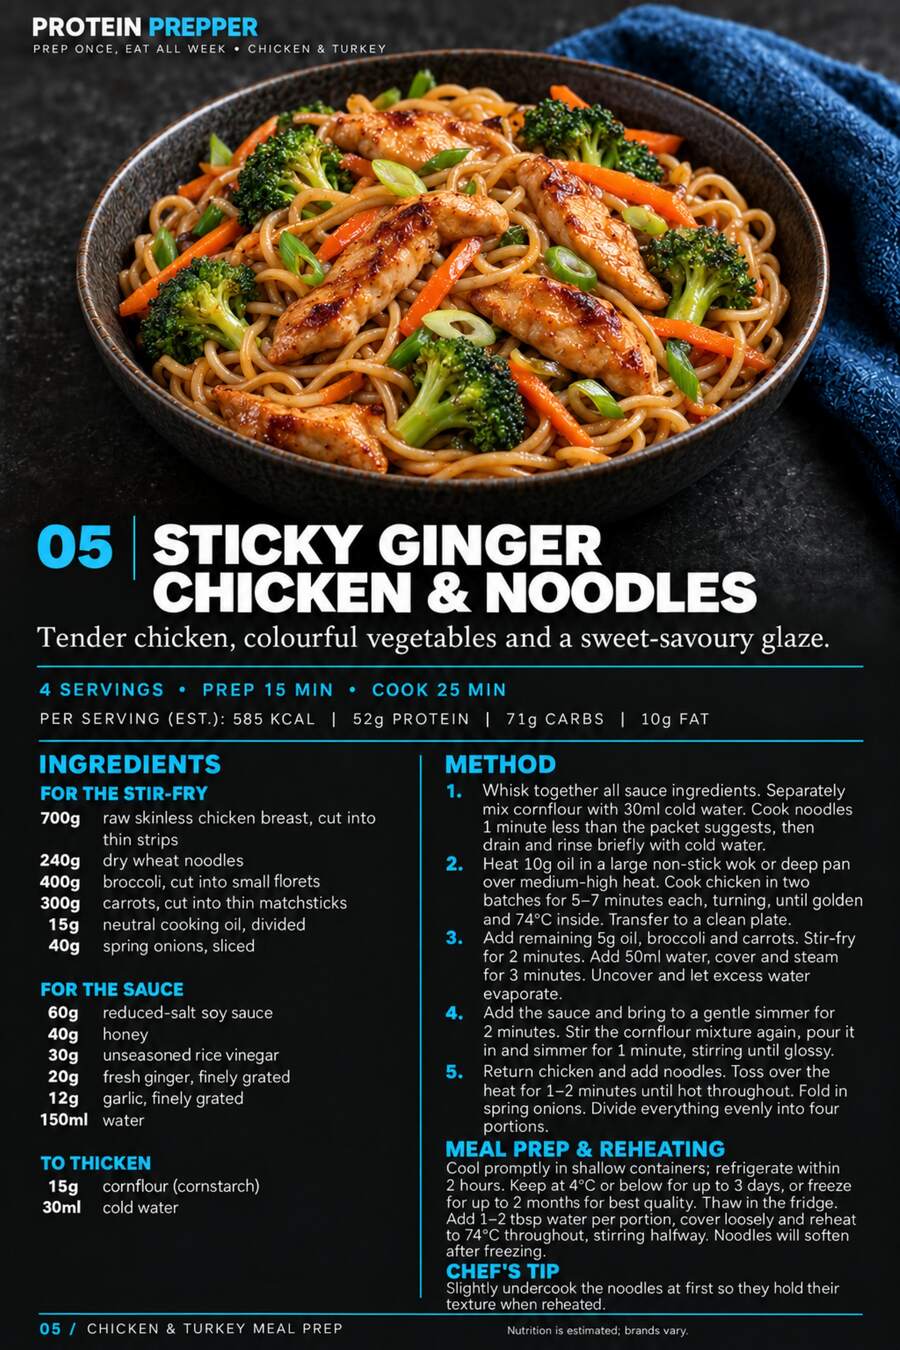 PROTEIN PREPPER
PREP ONCE, EAT ALL WEEK • CHICKEN & TURKEY
05
STICKY GINGER
CHICKEN & NOODLES
Tender chicken, colourful vegetables and a sweet-savoury glaze.
4 SERVINGS • PREP 15 MIN • COOK 25 MIN
PER SERVING (EST.): 585 KCAL | 52g PROTEIN | 71g CARBS | 10g FAT
INGREDIENTS
FOR THE STIR-FRY
700g raw skinless chicken breast, cut into
thin strips
240g dry wheat noodles
400g broccoli, cut into small florets
300g carrots, cut into thin matchsticks
15g neutral cooking oil, divided
40g spring onions, sliced
FOR THE SAUCE
60g reduced-salt soy sauce
40g honey
30g unseasoned rice vinegar
20g fresh ginger, finely grated
12g garlic, finely grated
150ml water
TO THICKEN
15g cornflour (cornstarch)
30ml cold water
METHOD
1. Whisk together all sauce ingredients. Separately
mix cornflour with 30ml cold water. Cook noodles
1 minute less than the packet suggests, then
drain and rinse briefly with cold water.
2. Heat 10g oil in a large non-stick wok or deep pan
over medium-high heat. Cook chicken in two
batches for 5–7 minutes each, turning, until golden
and 74°C inside. Transfer to a clean plate.
3. Add remaining 5g oil, broccoli and carrots. Stir-fry
for 2 minutes. Add 50ml water, cover and steam
for 3 minutes. Uncover and let excess water
evaporate.
4. Add the sauce and bring to a gentle simmer for
2 minutes. Stir the cornflour mixture again, pour it
in and simmer for 1 minute, stirring until glossy.
5. Return chicken and add noodles. Toss over the
heat for 1–2 minutes until hot throughout. Fold in
spring onions. Divide everything evenly into four
portions.
MEAL PREP & REHEATING
Cool promptly in shallow containers; refrigerate within
2 hours. Keep at 4°C or below for up to 3 days, or freeze
for up to 2 months for best quality. Thaw in the fridge.
Add 1–2 tbsp water per portion, cover loosely and reheat
to 74°C throughout, stirring halfway. Noodles will soften
after freezing.
CHEF'S TIP
Slightly undercook the noodles at first so they hold their
texture when reheated.
05 / CHICKEN & TURKEY MEAL PREP
Nutrition is estimated; brands vary.